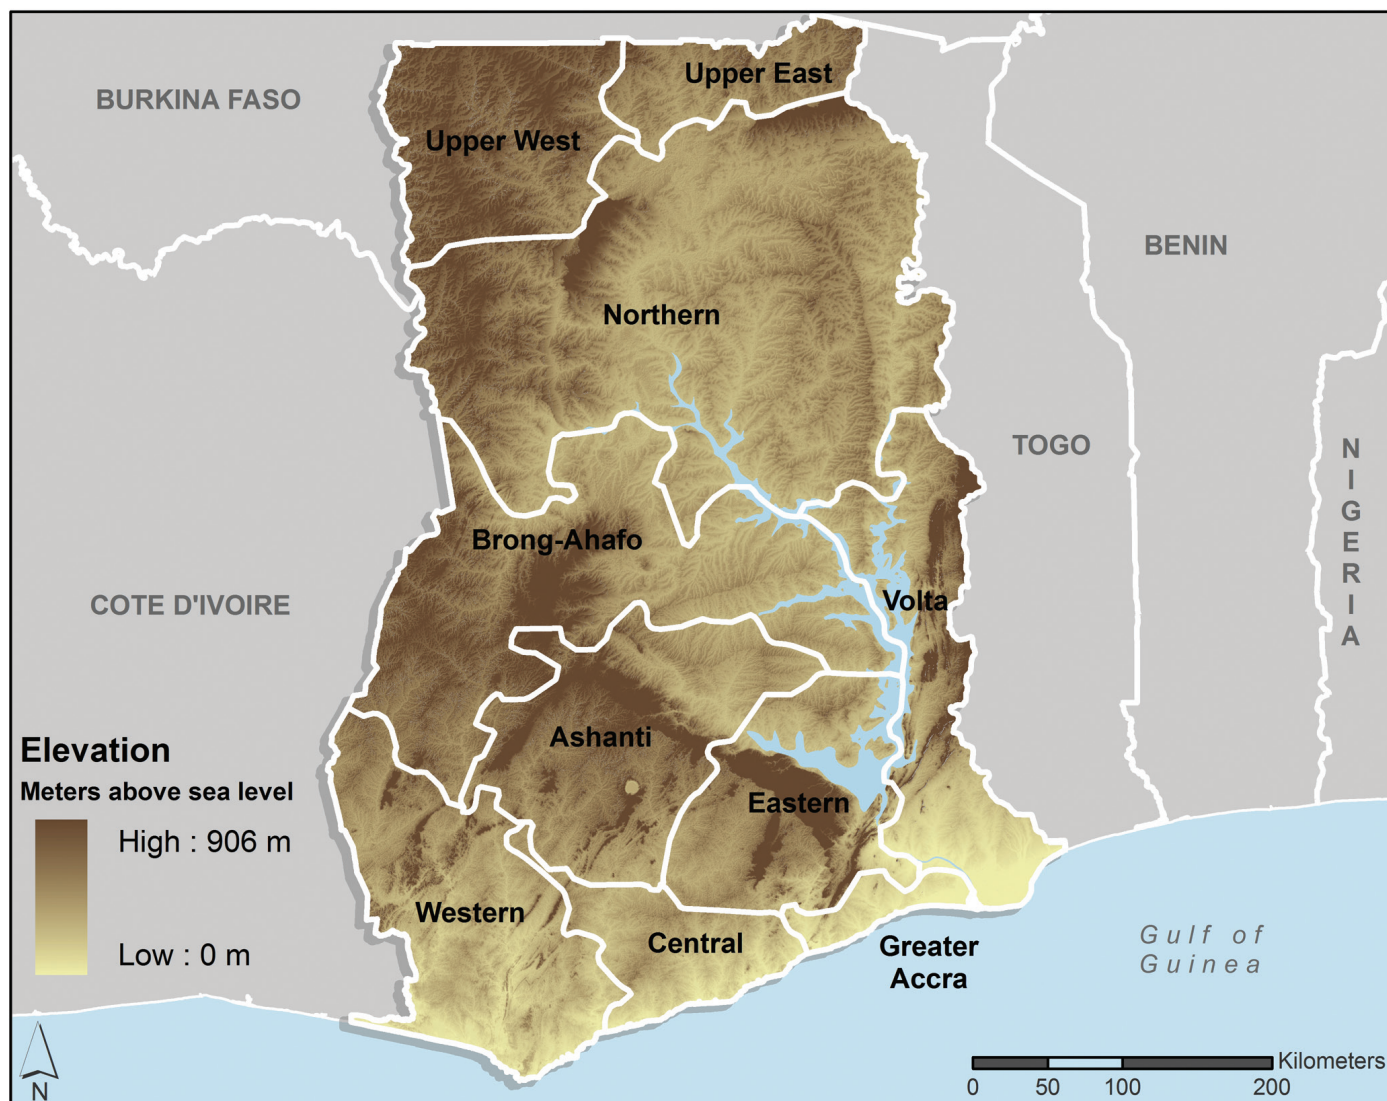 BURKINA FASO
Upper East
Upper West
BENIN
Northern
TOGO
NIGERIA
Brong-Ahafo
COTE D'IVOIRE
Volta
Ashanti
Eastern
Western
Central
Greater
Accra
Gulf of
Guinea
Elevation
Meters above sea level
High : 906 m
Low : 0 m
N
Kilometers
0 50 100 200